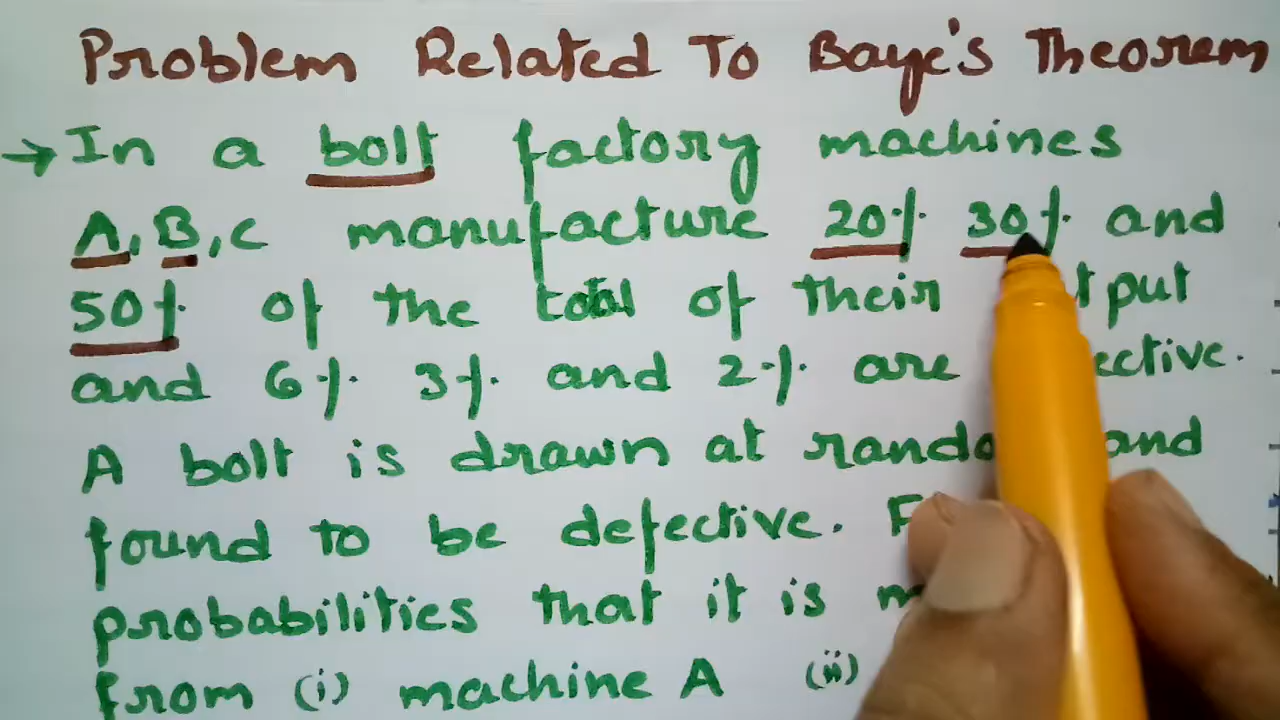 Problem Related To Baye's Theorem
→ In a bolt factory machines
A, B, C manufacture 20% 30% and
50% of the total of their
and 6% 3% and 2% are
A bolt is drawn at random and
found to be defective.
probabilities that it is
from (i) machine A (ii)